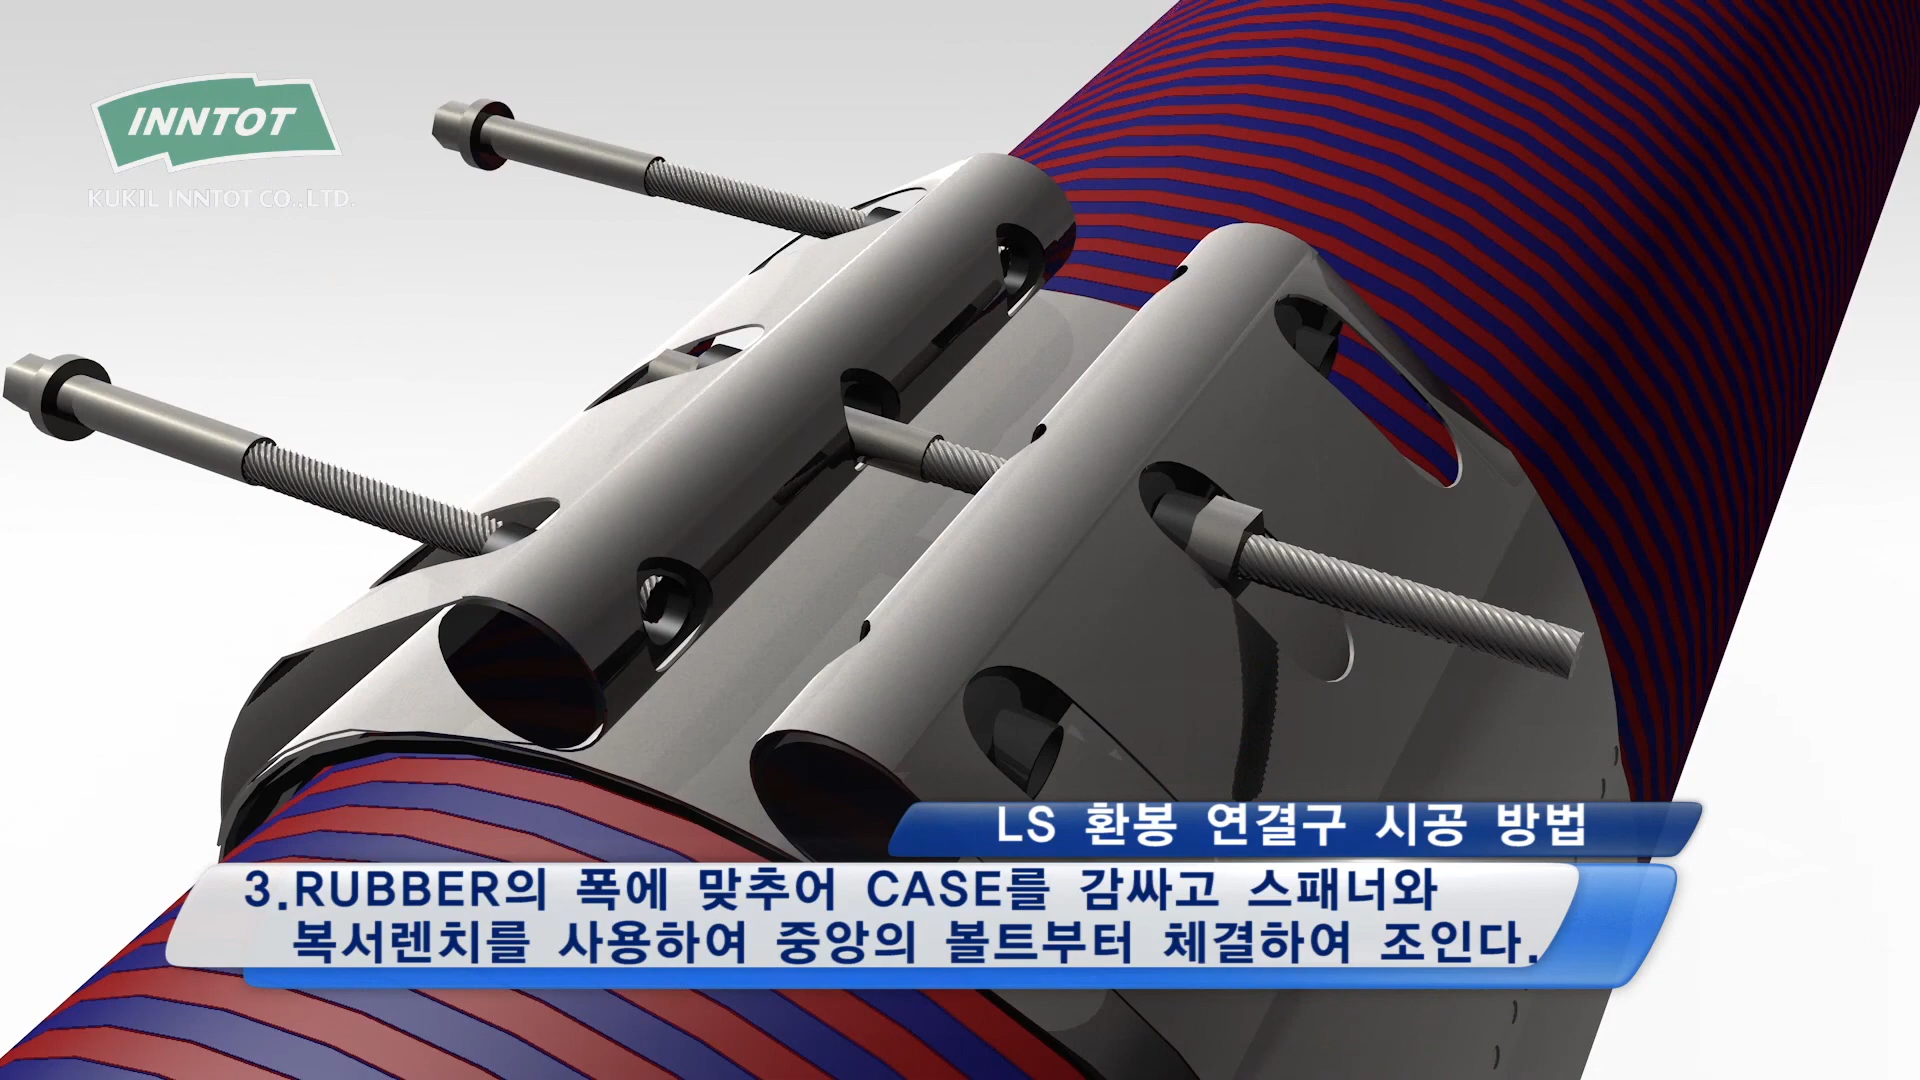 INNTOT
KUKIL INNTOT CO.,LTD.
LS 환봉 연결구 시공 방법
3.RUBBER의 폭에 맞추어 CASE를 감싸고 스패너와
복서렌치를 사용하여 중앙의 볼트부터 체결하여 조인다.